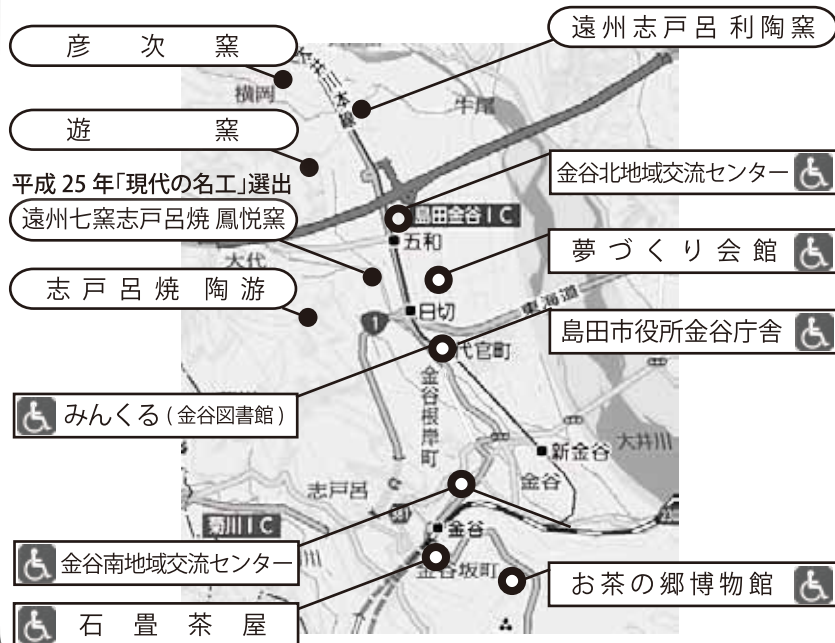 彦次窯
遠州志戸呂 利陶窯
大井川本線
横岡
牛尾
遊窯
平成 25 年「現代の名工」選出
遠州七窯志戸呂焼 鳳悦窯
金谷北地域交流センター
島田金谷IC
五和
大代
夢づくり会館
志戸呂焼 陶游
日切
東海道
1
島田市役所金谷庁舎
代官町
みんくる ( 金谷図書館 )
金谷根岸町
新金谷
大井川
金谷
志戸呂
菊川IC
金谷
金谷南地域交流センター
金谷坂町
お茶の郷博物館
石畳茶屋